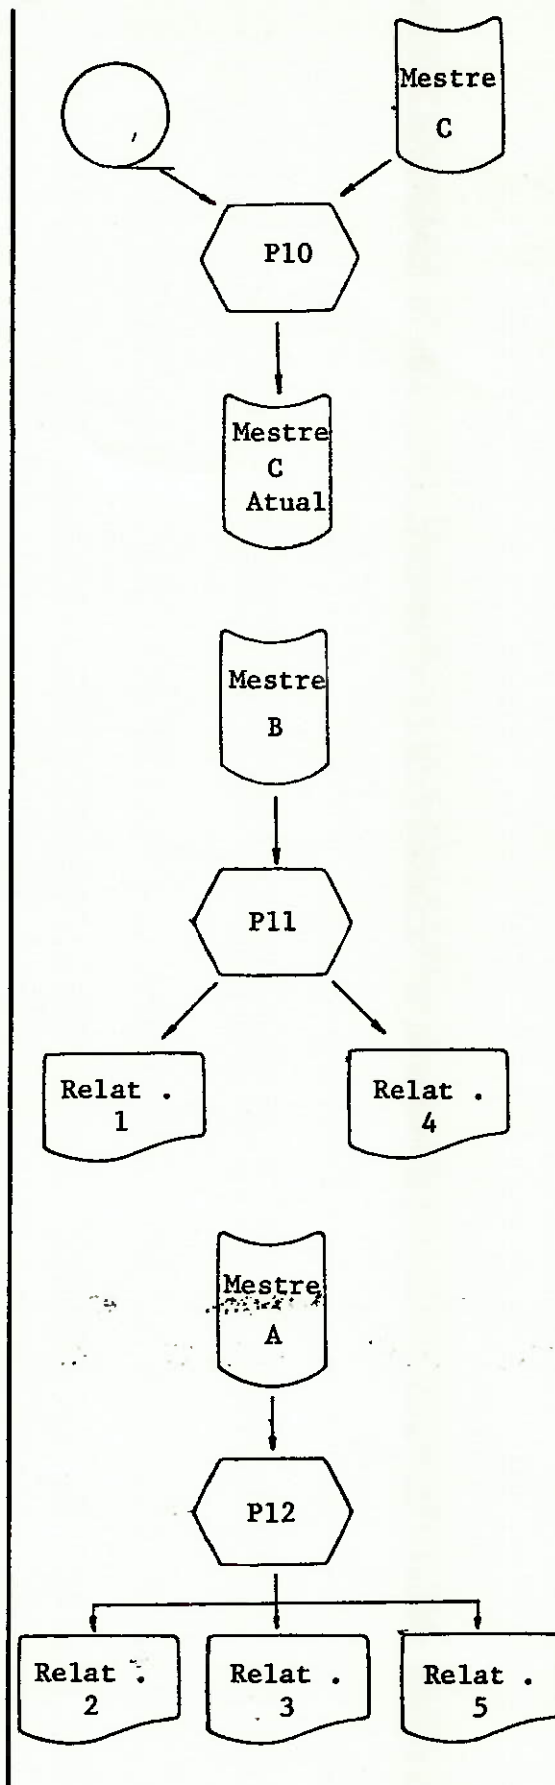 Mestre
C
P10
Mestre
C
Atual
Mestre
B
P11
Relat .
1
Relat .
4
Mestre
A
P12
Relat .
2
Relat .
3
Relat .
5